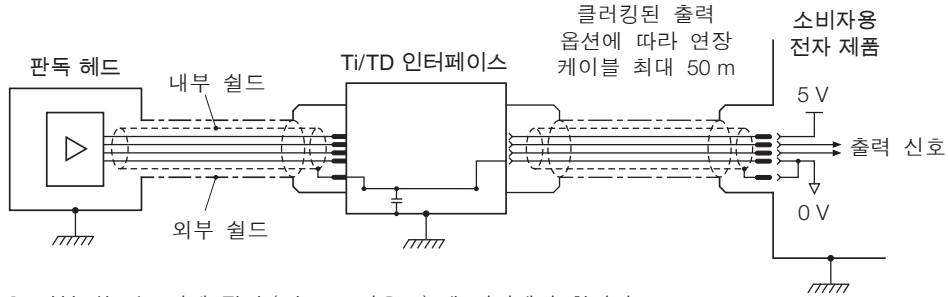 클러킹된 출력
옵션에 따라 연장
케이블 최대 50 m
소비자용
전자 제품
판독 헤드
내부 쉴드
Ti/TD 인터페이스
5 V
출력 신호
외부 쉴드
0 V